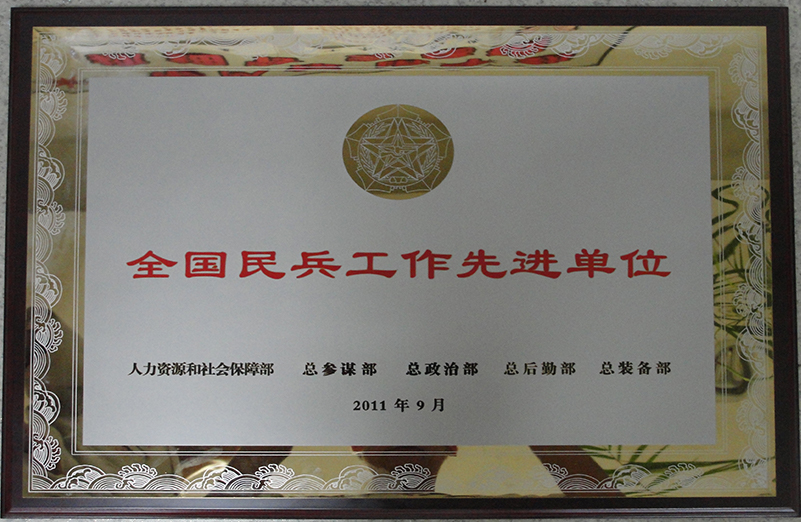 全国民兵工作先进单位
人力资源和社会保障部 总参谋部 总政治部 总后勤部 总装备部
2011 年 9 月